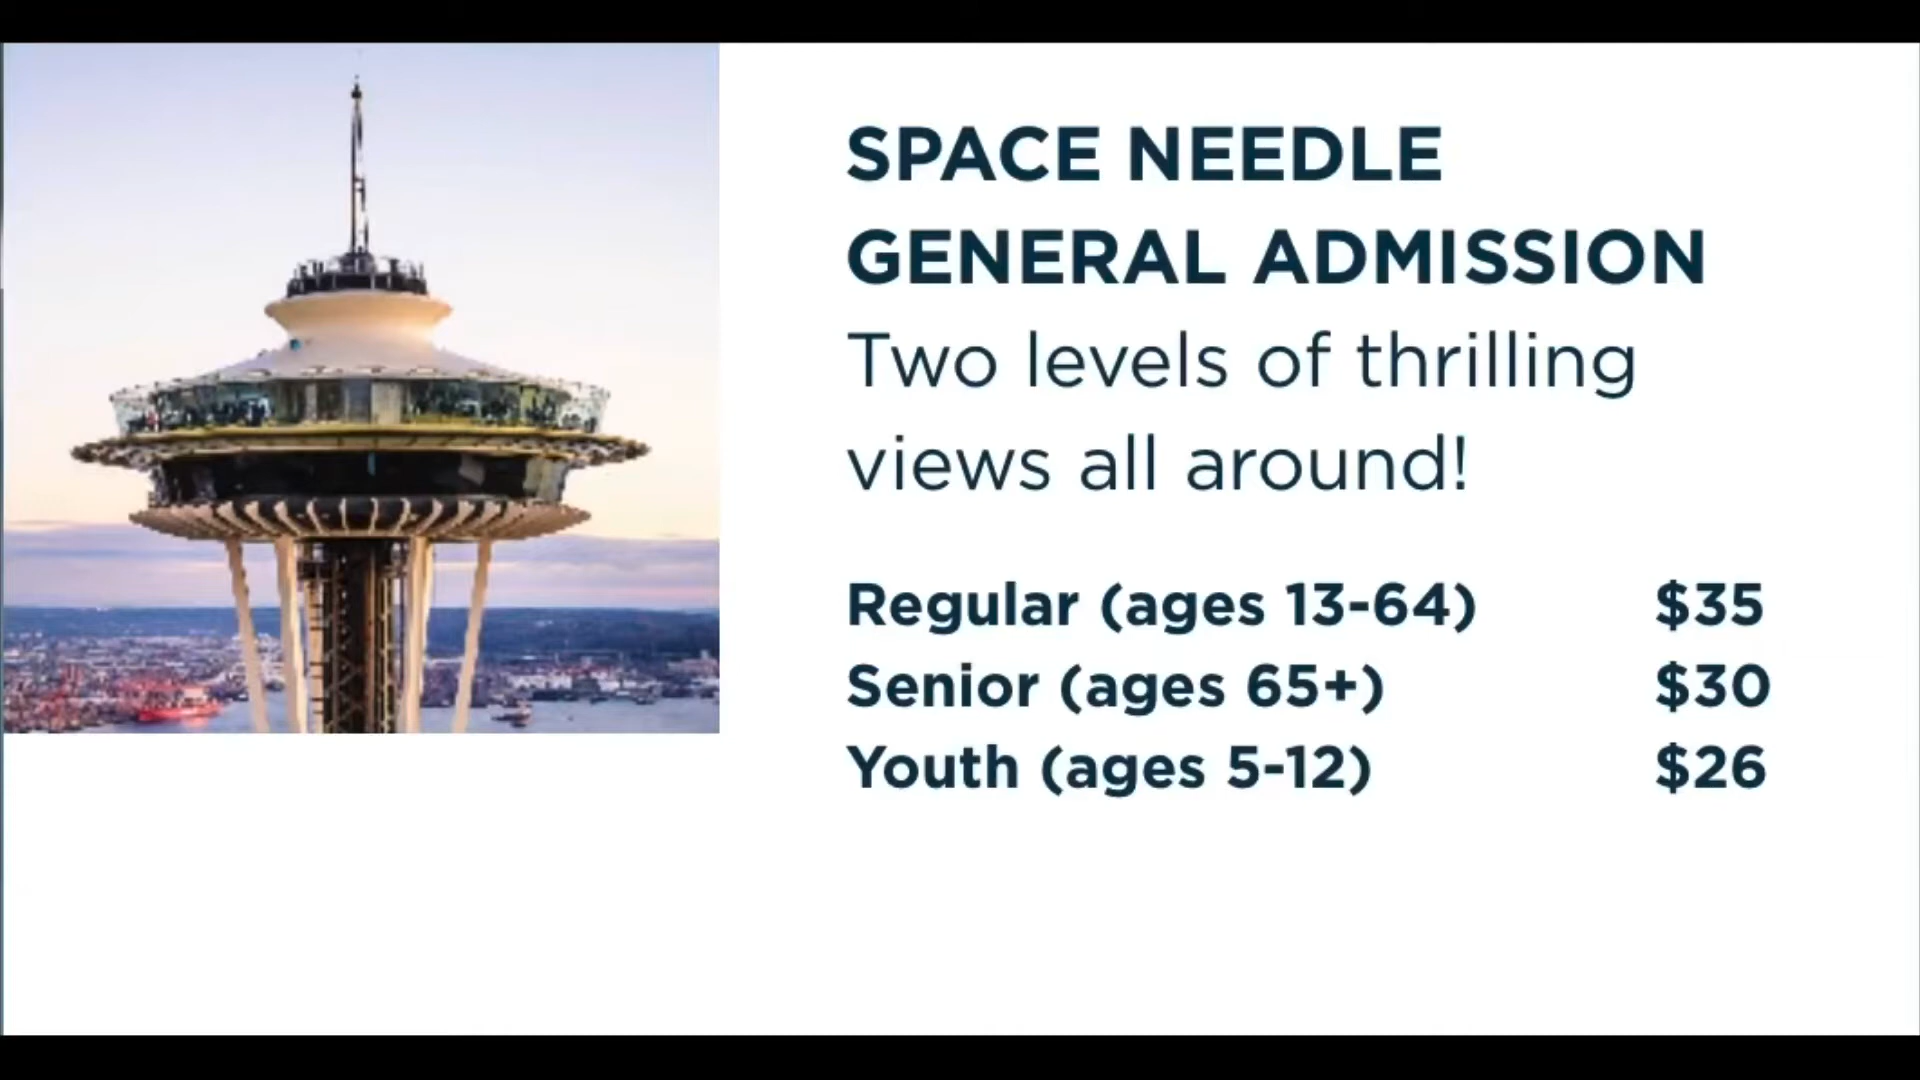 SPACE NEEDLE
GENERAL ADMISSION
Two levels of thrilling
views all around!
Regular (ages 13-64) $35
Senior (ages 65+) $30
Youth (ages 5-12) $26